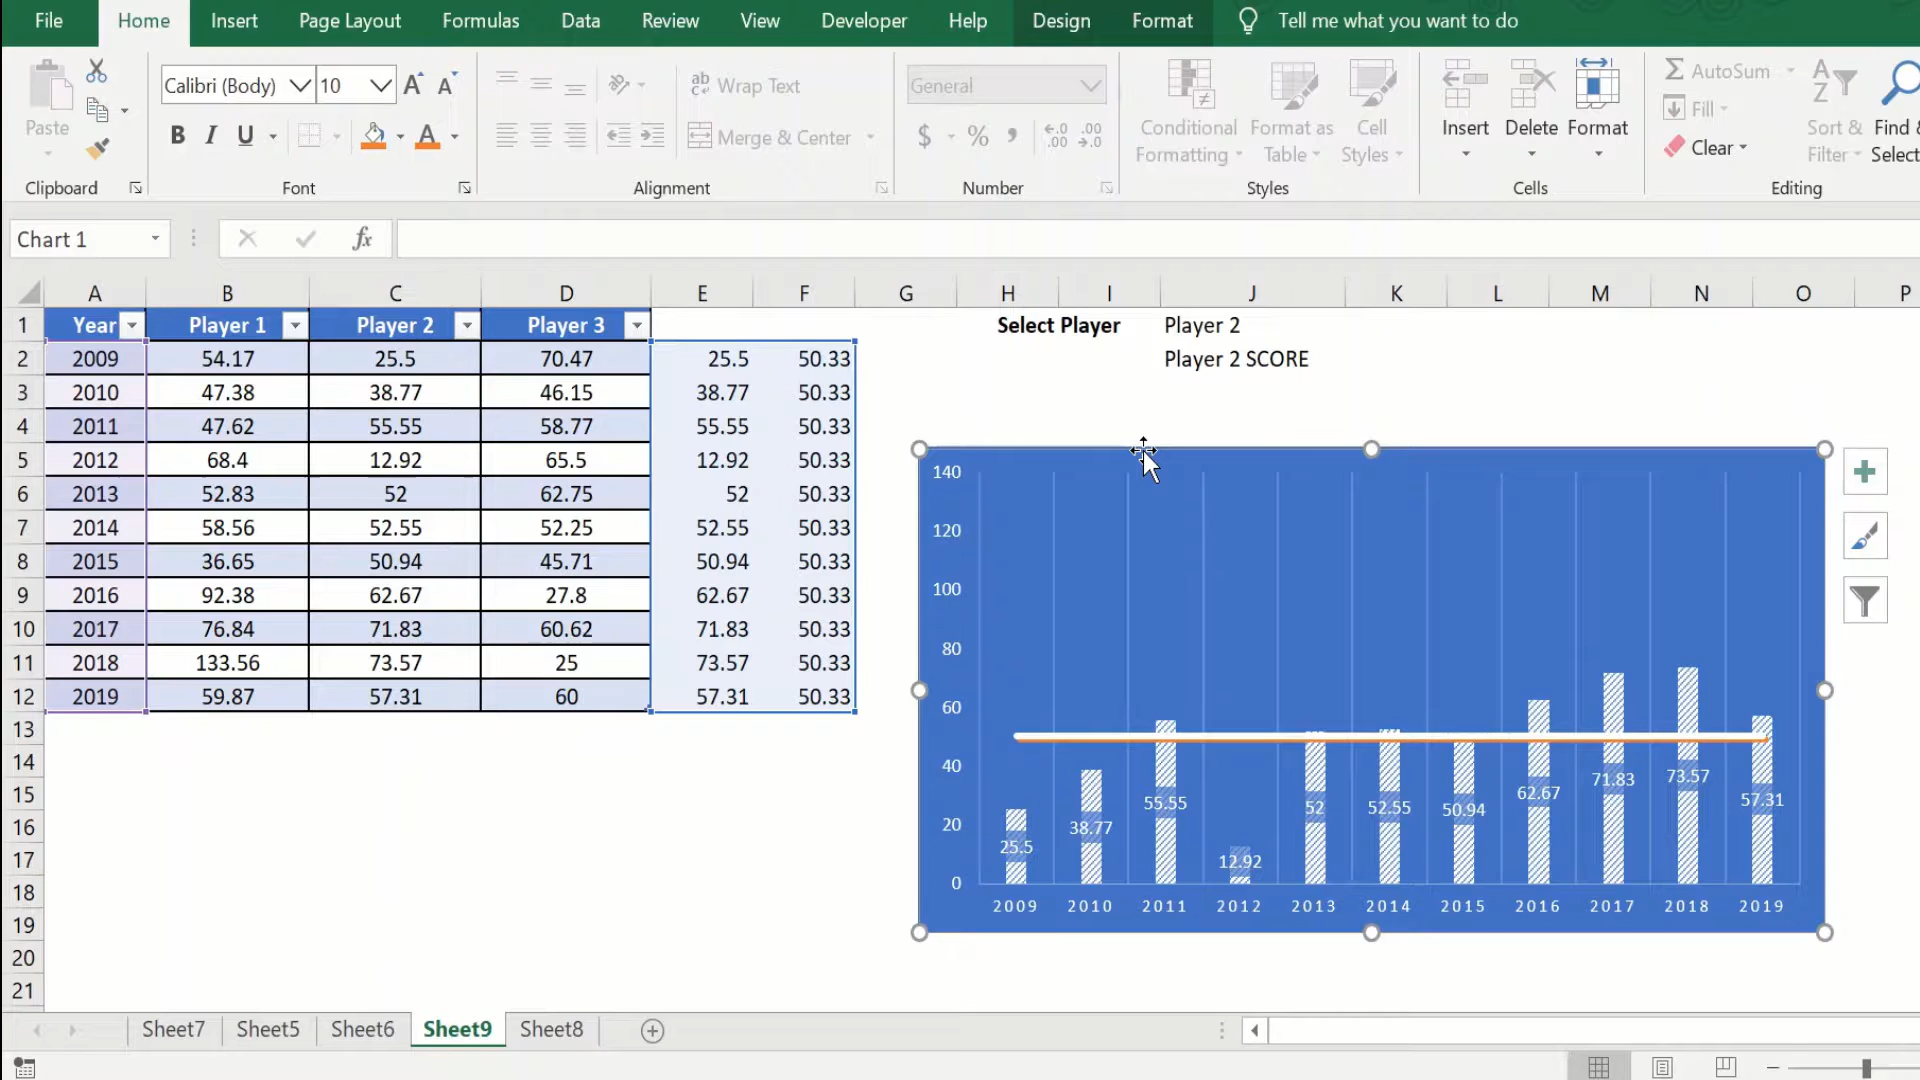 File Home Insert Page Layout Formulas Data Review View Developer Help Design Format Tell me what you want to do
Calibri (Body) 10 A A ab Wrap Text General AutoSum
Paste Fill
B I U A Merge & Center $ % Conditional Formatting Format as Table Cell Styles Insert Delete Format Clear Sort & Filter Find & Select
Clipboard Font Alignment Number Styles Cells Editing
Chart 1 fx
A B C D E F G H I J K L M N O P
1 Year Player 1 Player 2 Player 3 Select Player Player 2
2 2009 54.17 25.5 70.47 25.5 50.33 Player 2 SCORE
3 2010 47.38 38.77 46.15 38.77 50.33
4 2011 47.62 55.55 58.77 55.55 50.33
5 2012 68.4 12.92 65.5 12.92 50.33
6 2013 52.83 52 62.75 52 50.33
7 2014 58.56 52.55 52.25 52.55 50.33
8 2015 36.65 50.94 45.71 50.94 50.33
9 2016 92.38 62.67 27.8 62.67 50.33
10 2017 76.84 71.83 60.62 71.83 50.33
11 2018 133.56 73.57 25 73.57 50.33
12 2019 59.87 57.31 60 57.31 50.33
13
14
15
16
17
18
19
20
21
140
120
100
80
60
40
20
0
25.5 38.77 55.55 12.92 52 52.55 50.94 62.67 71.83 73.57 57.31
2009 2010 2011 2012 2013 2014 2015 2016 2017 2018 2019
Sheet7 Sheet5 Sheet6 Sheet9 Sheet8